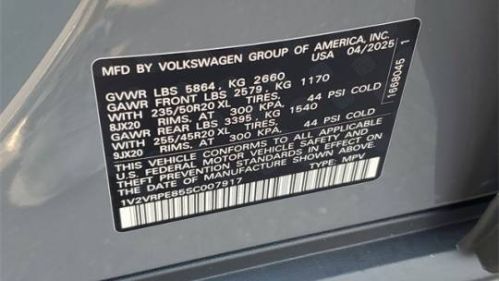 MFD BY VOLKSWAGEN GROUP OF AMERICA, INC.
USA 04/2025
GVWR LBS 5864, KG 2660
GAWR FRONT LBS 2579, KG 1170
WITH 235/50R20 XL TIRES,
8JX20 RIMS, AT 300 KPA, 44 PSI COLD
GAWR REAR LBS 3395, KG 1540
WITH 255/45R20 XL TIRES,
9JX20 RIMS, AT 300 KPA, 44 PSI COLD
THIS VEHICLE CONFORMS TO ALL APPLICABLE
FEDERAL MOTOR VEHICLE SAFETY AND
THEFT PREVENTION STANDARDS IN EFFECT ON
THE DATE OF MANUFACTURE SHOWN ABOVE.
1V2VRPE85SC007917 TYPE: MPV
1668045 1